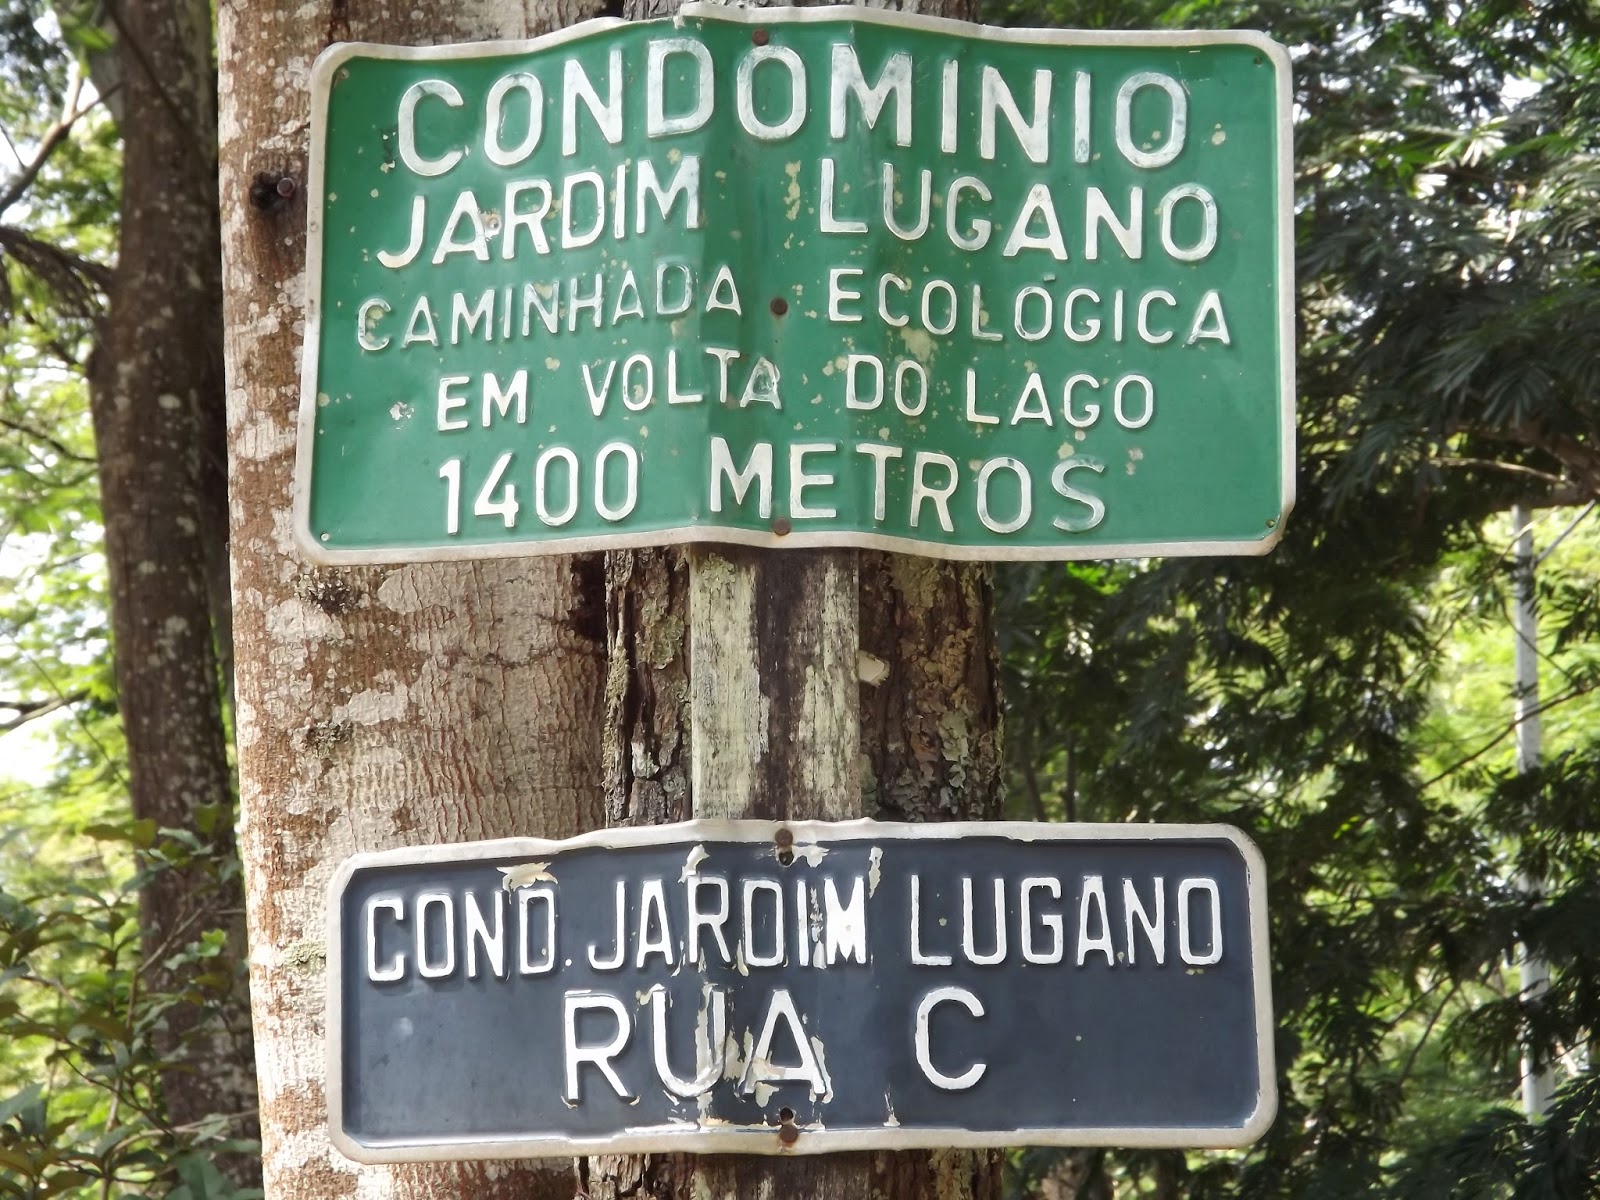 CONDOMINIO
JARDIM LUGANO
CAMINHADA ECOLÓGICA
EM VOLTA DO LAGO
1400 METROS
COND. JARDIM LUGANO
RUA C